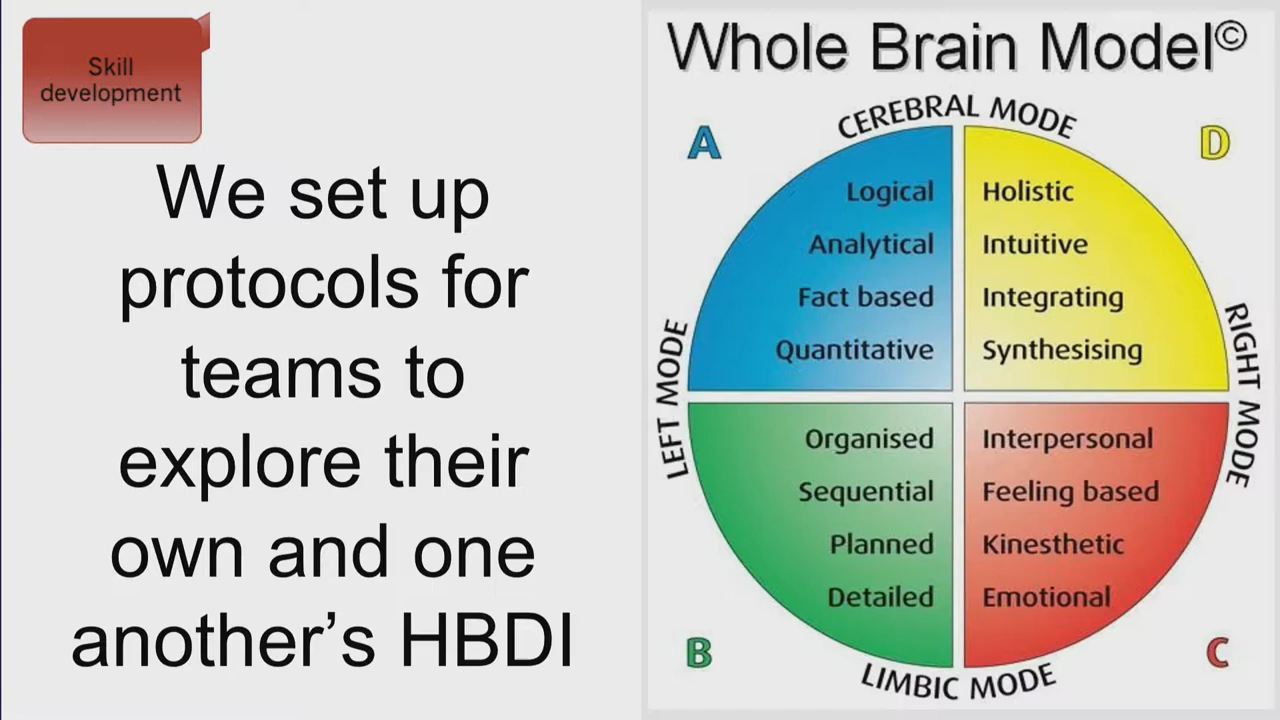 Skill
development
We set up
protocols for
teams to
explore their
own and one
another’s HBDI
Whole Brain Model©
CEREBRAL MODE
A
D
Logical
Analytical
Fact based
Quantitative
Holistic
Intuitive
Integrating
Synthesising
LEFT MODE
RIGHT MODE
Organised
Sequential
Planned
Detailed
Interpersonal
Feeling based
Kinesthetic
Emotional
B
C
LIMBIC MODE